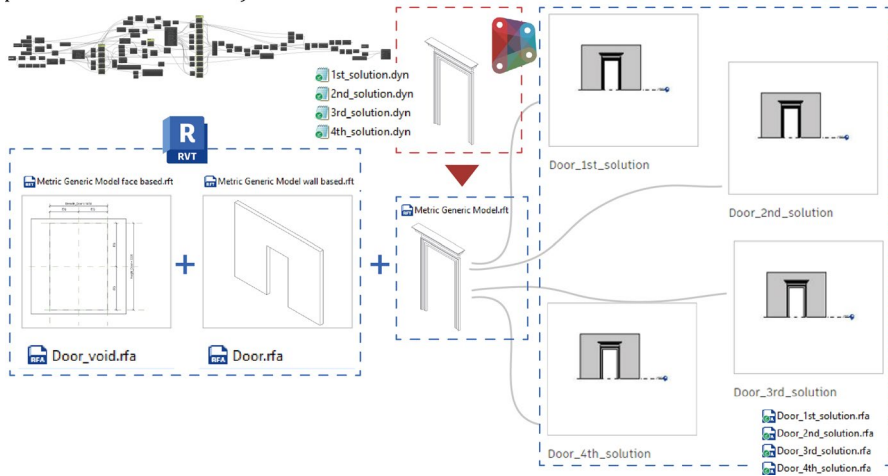 1st_solution.dyn
2nd_solution.dyn
3rd_solution.dyn
4th_solution.dyn
R
RVT
Metric Generic Model face based.rft
Metric Generic Model wall based.rft
Metric Generic Model.rft
+
+
Door_void.rfa
Door.rfa
Door_1st_solution
Door_2nd_solution
Door_3rd_solution
Door_4th_solution
Door_1st_solution.rfa
Door_2nd_solution.rfa
Door_3rd_solution.rfa
Door_4th_solution.rfa